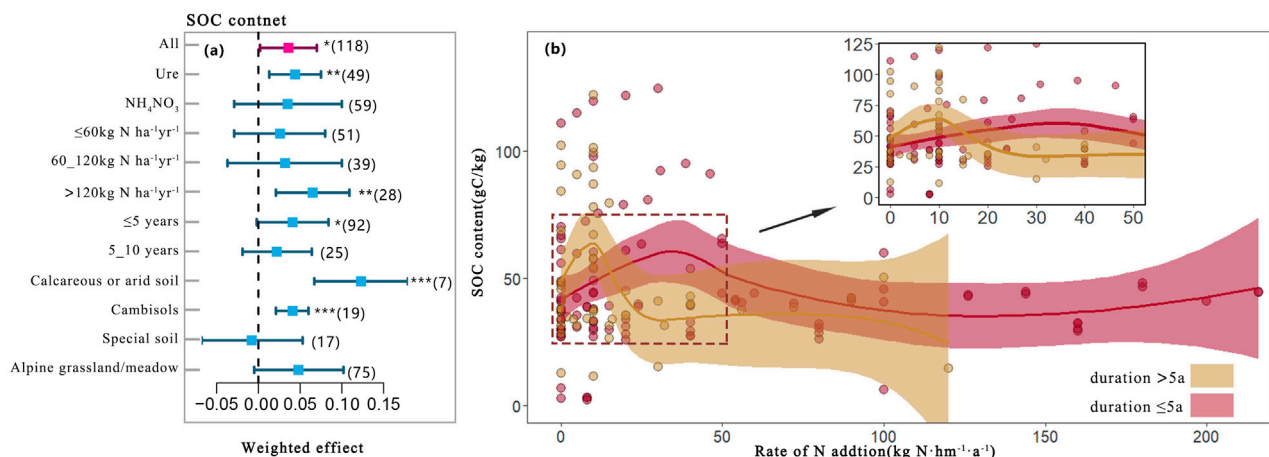 SOC contnet
(a)
All
*(118)
Ure
**(49)
NH₄NO₃
(59)
≤60kg N ha⁻¹yr⁻¹
(51)
60_120kg N ha⁻¹yr⁻¹
(39)
>120kg N ha⁻¹yr⁻¹
**(28)
≤5 years
*(92)
5_10 years
(25)
Calcareous or arid soil
***(7)
Cambisols
***(19)
Special soil
(17)
Alpine grassland/meadow
(75)
−0.05 0.00 0.05 0.10 0.15
Weighted effect
(b)
SOC content(gC/kg)
100
50
0
0 50 100 150 200
Rate of N addtion(kg N·hm⁻¹·a⁻¹)
125
100
75
50
25
0
0 10 20 30 40 50
duration >5a
duration ≤5a